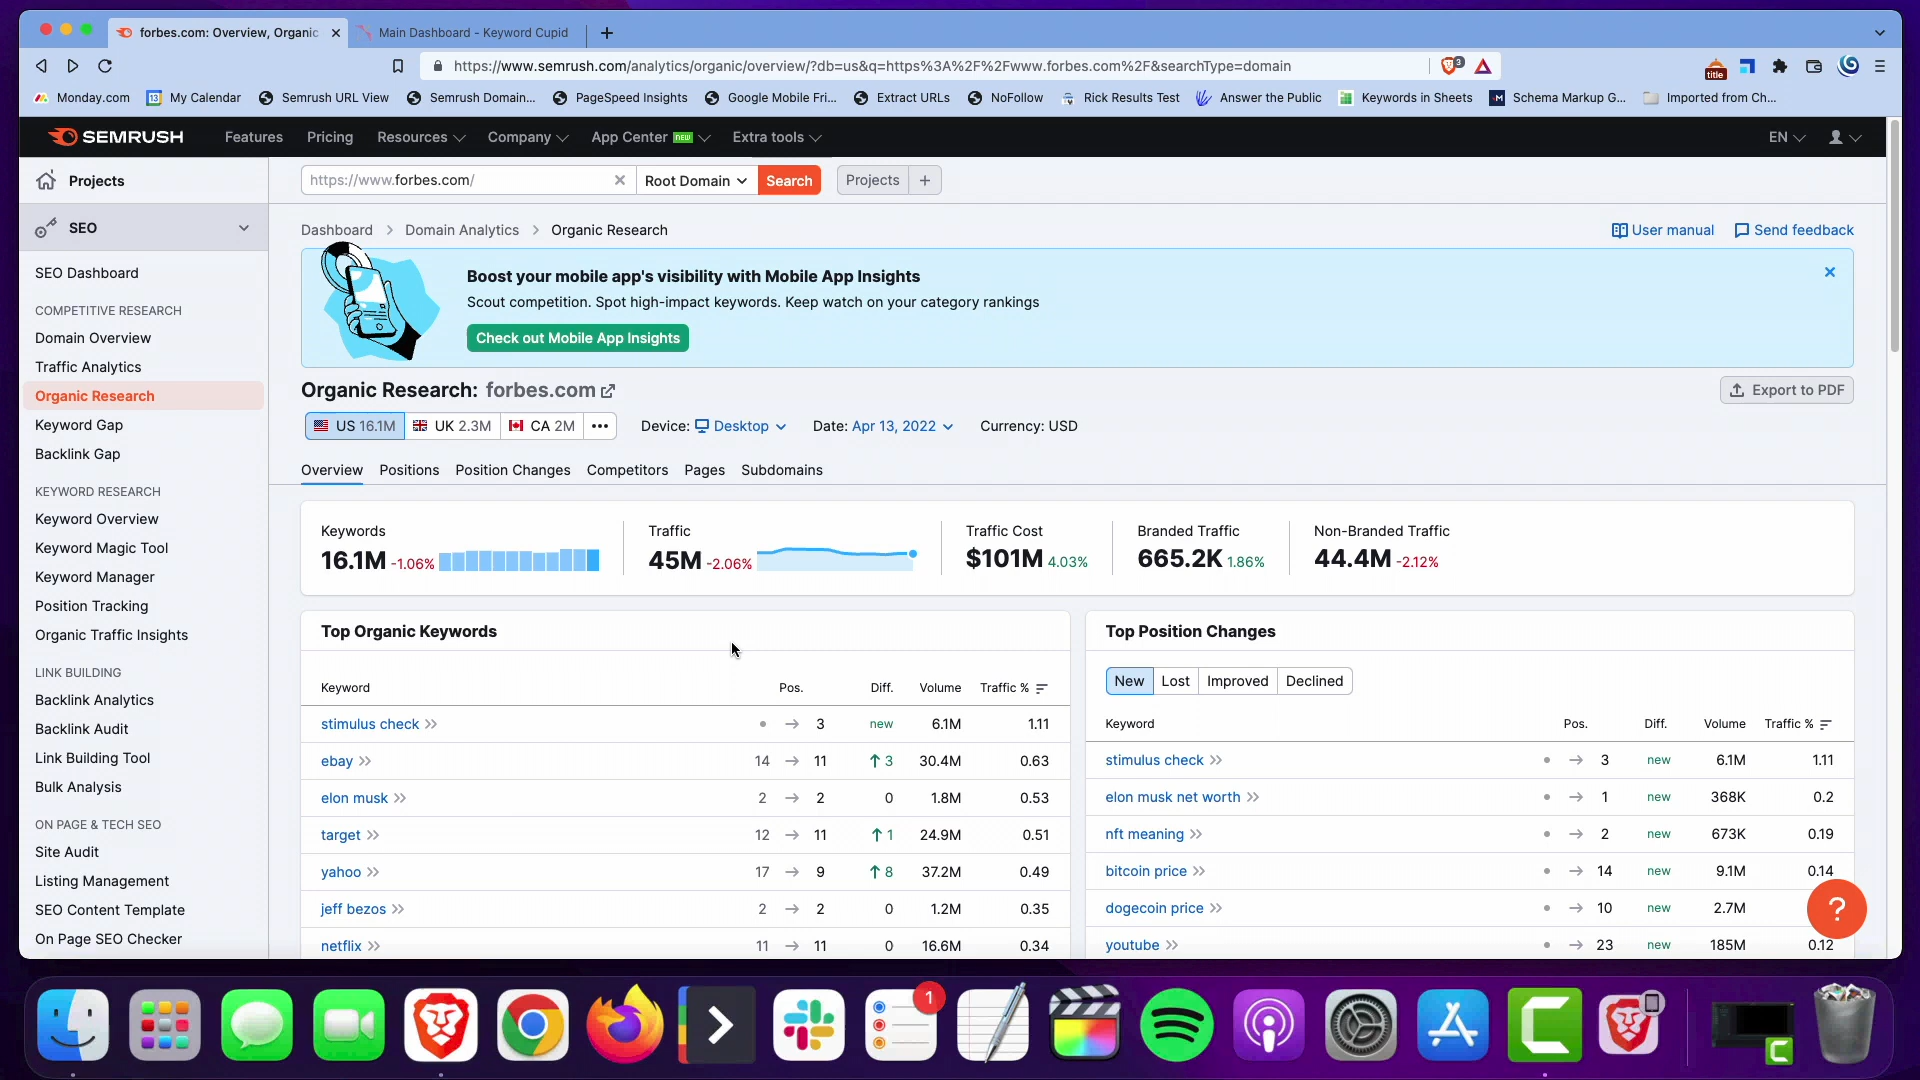 forbes.com: Overview, Organic
Main Dashboard - Keyword Cupid
https://www.semrush.com/analytics/organic/overview/?db=us&q=https%3A%2F%2Fwww.forbes.com%2F&searchType=domain
3
title
Monday.com My Calendar Semrush URL View Semrush Domain... PageSpeed Insights Google Mobile Fri... Extract URLs NoFollow Rick Results Test Answer the Public Keywords in Sheets Schema Markup G... Imported from Ch...
SEMRUSH Features Pricing Resources Company App Center NEW Extra tools EN
Projects
https://www.forbes.com/ Root Domain Search Projects +
SEO
Dashboard > Domain Analytics > Organic Research User manual Send feedback
SEO Dashboard
COMPETITIVE RESEARCH
Domain Overview
Traffic Analytics
Organic Research
Keyword Gap
Backlink Gap
KEYWORD RESEARCH
Keyword Overview
Keyword Magic Tool
Keyword Manager
Position Tracking
Organic Traffic Insights
LINK BUILDING
Backlink Analytics
Backlink Audit
Link Building Tool
Bulk Analysis
ON PAGE & TECH SEO
Site Audit
Listing Management
SEO Content Template
On Page SEO Checker
Boost your mobile app's visibility with Mobile App Insights
Scout competition. Spot high-impact keywords. Keep watch on your category rankings
Check out Mobile App Insights
Organic Research: forbes.com Export to PDF
US 16.1M UK 2.3M CA 2M ••• Device: Desktop Date: Apr 13, 2022 Currency: USD
Overview Positions Position Changes Competitors Pages Subdomains
Keywords Traffic Traffic Cost Branded Traffic Non-Branded Traffic
16.1M -1.06% 45M -2.06% $101M 4.03% 665.2K 1.86% 44.4M -2.12%
Top Organic Keywords
Keyword Pos. Diff. Volume Traffic %
stimulus check • → 3 new 6.1M 1.11
ebay 14 → 11 ↑ 3 30.4M 0.63
elon musk 2 → 2 0 1.8M 0.53
target 12 → 11 ↑ 1 24.9M 0.51
yahoo 17 → 9 ↑ 8 37.2M 0.49
jeff bezos 2 → 2 0 1.2M 0.35
netflix 11 → 11 0 16.6M 0.34
Top Position Changes
New Lost Improved Declined
Keyword Pos. Diff. Volume Traffic %
stimulus check • → 3 new 6.1M 1.11
elon musk net worth • → 1 new 368K 0.2
nft meaning • → 2 new 673K 0.19
bitcoin price • → 14 new 9.1M 0.14
dogecoin price • → 10 new 2.7M
youtube • → 23 new 185M 0.12
?
1